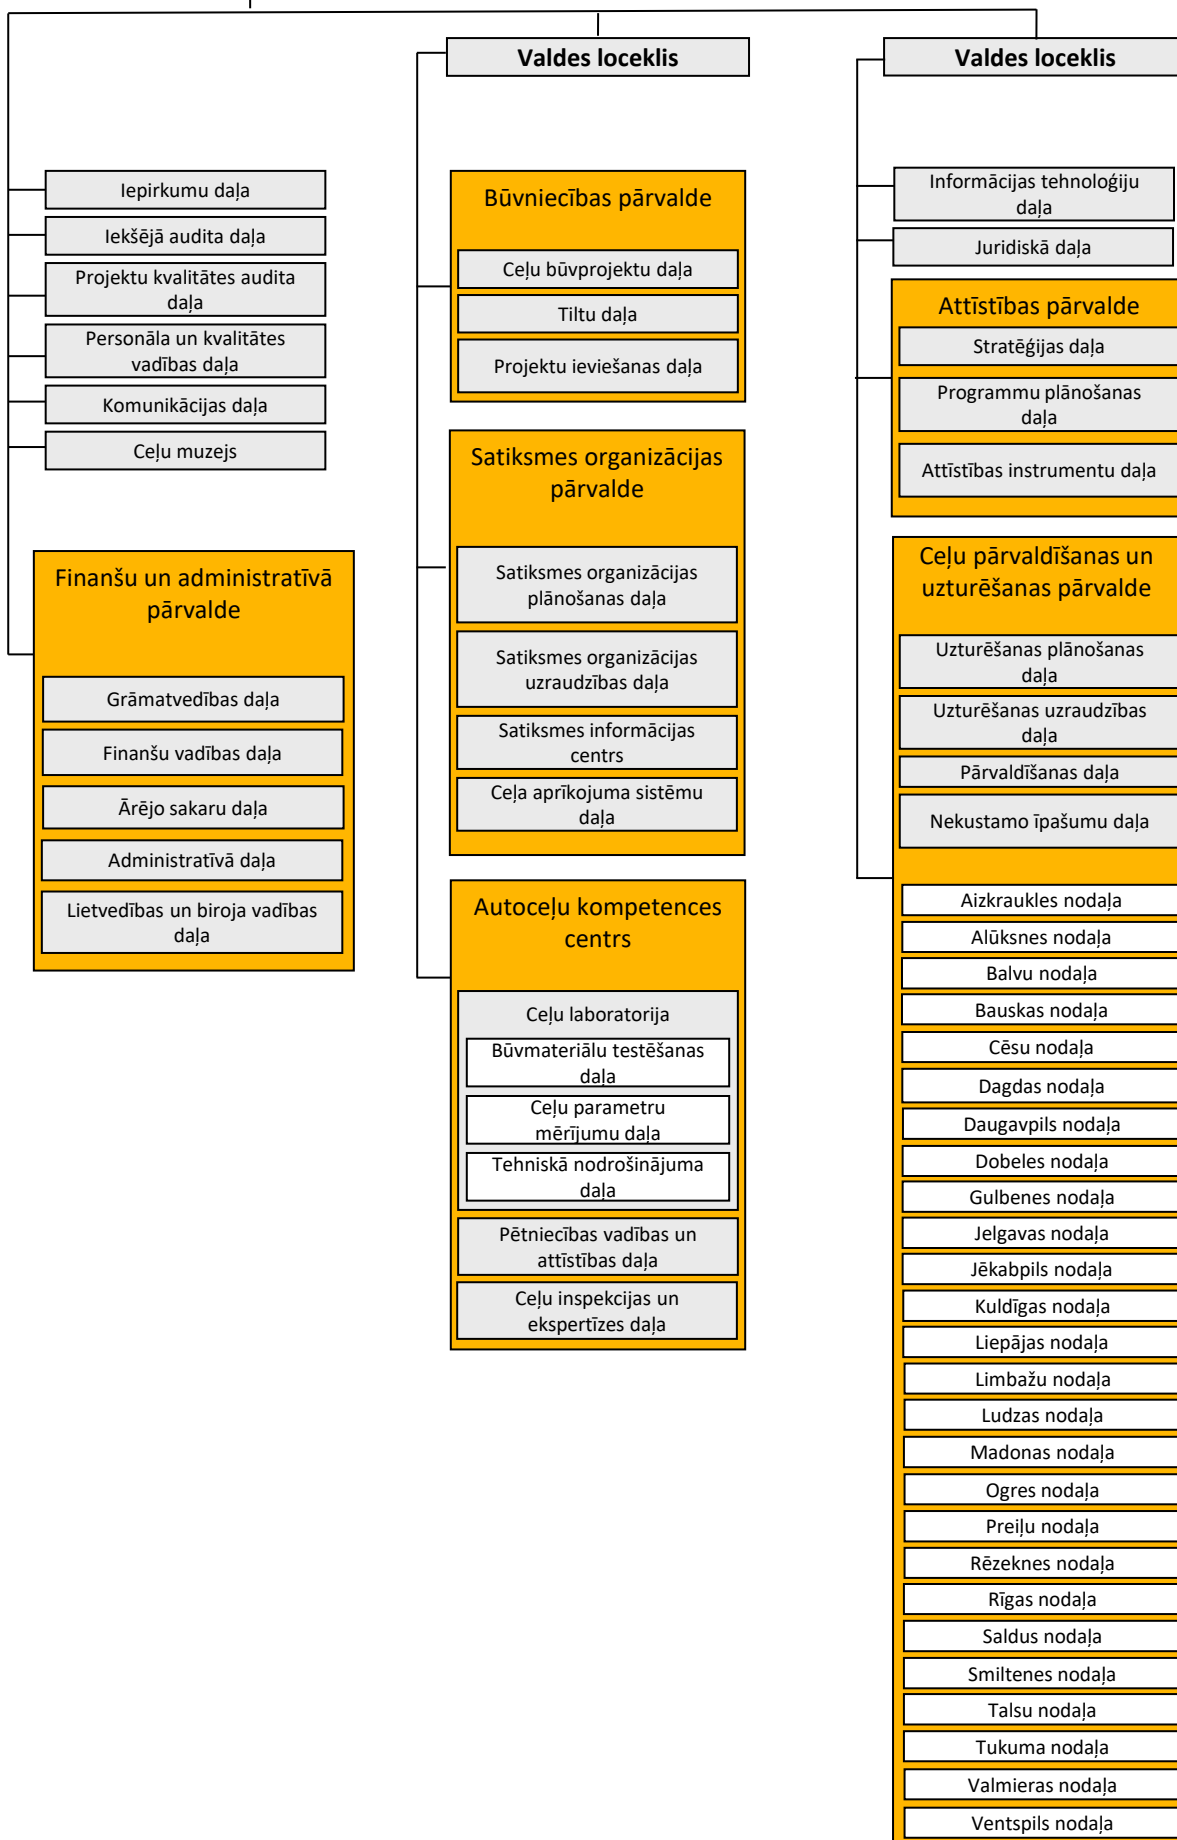 Iepirkumu daļa
Iekšējā audita daļa
Projektu kvalitātes audita
daļa
Personāla un kvalitātes
vadības daļa
Komunikācijas daļa
Ceļu muzejs
Finanšu un administratīvā
pārvalde
Grāmatvedības daļa
Finanšu vadības daļa
Ārējo sakaru daļa
Administratīvā daļa
Lietvedības un biroja vadības
daļa
Valdes loceklis
Būvniecības pārvalde
Ceļu būvprojektu daļa
Tiltu daļa
Projektu ieviešanas daļa
Satiksmes organizācijas
pārvalde
Satiksmes organizācijas
plānošanas daļa
Satiksmes organizācijas
uzraudzības daļa
Satiksmes informācijas
centrs
Ceļa aprīkojuma sistēmu
daļa
Autoceļu kompetences
centrs
Ceļu laboratorija
Būvmateriālu testēšanas
daļa
Ceļu parametru
mērījumu daļa
Tehniskā nodrošinājuma
daļa
Pētniecības vadības un
attīstības daļa
Ceļu inspekcijas un
ekspertīzes daļa
Valdes loceklis
Informācijas tehnoloģiju
daļa
Juridiskā daļa
Attīstības pārvalde
Stratēģijas daļa
Programmu plānošanas
daļa
Attīstības instrumentu daļa
Ceļu pārvaldīšanas un
uzturēšanas pārvalde
Uzturēšanas plānošanas
daļa
Uzturēšanas uzraudzības
daļa
Pārvaldīšanas daļa
Nekustamo īpašumu daļa
Aizkraukles nodaļa
Alūksnes nodaļa
Balvu nodaļa
Bauskas nodaļa
Cēsu nodaļa
Dagdas nodaļa
Daugavpils nodaļa
Dobeles nodaļa
Gulbenes nodaļa
Jelgavas nodaļa
Jēkabpils nodaļa
Kuldīgas nodaļa
Liepājas nodaļa
Limbažu nodaļa
Ludzas nodaļa
Madonas nodaļa
Ogres nodaļa
Preiļu nodaļa
Rēzeknes nodaļa
Rīgas nodaļa
Saldus nodaļa
Smiltenes nodaļa
Talsu nodaļa
Tukuma nodaļa
Valmieras nodaļa
Ventspils nodaļa